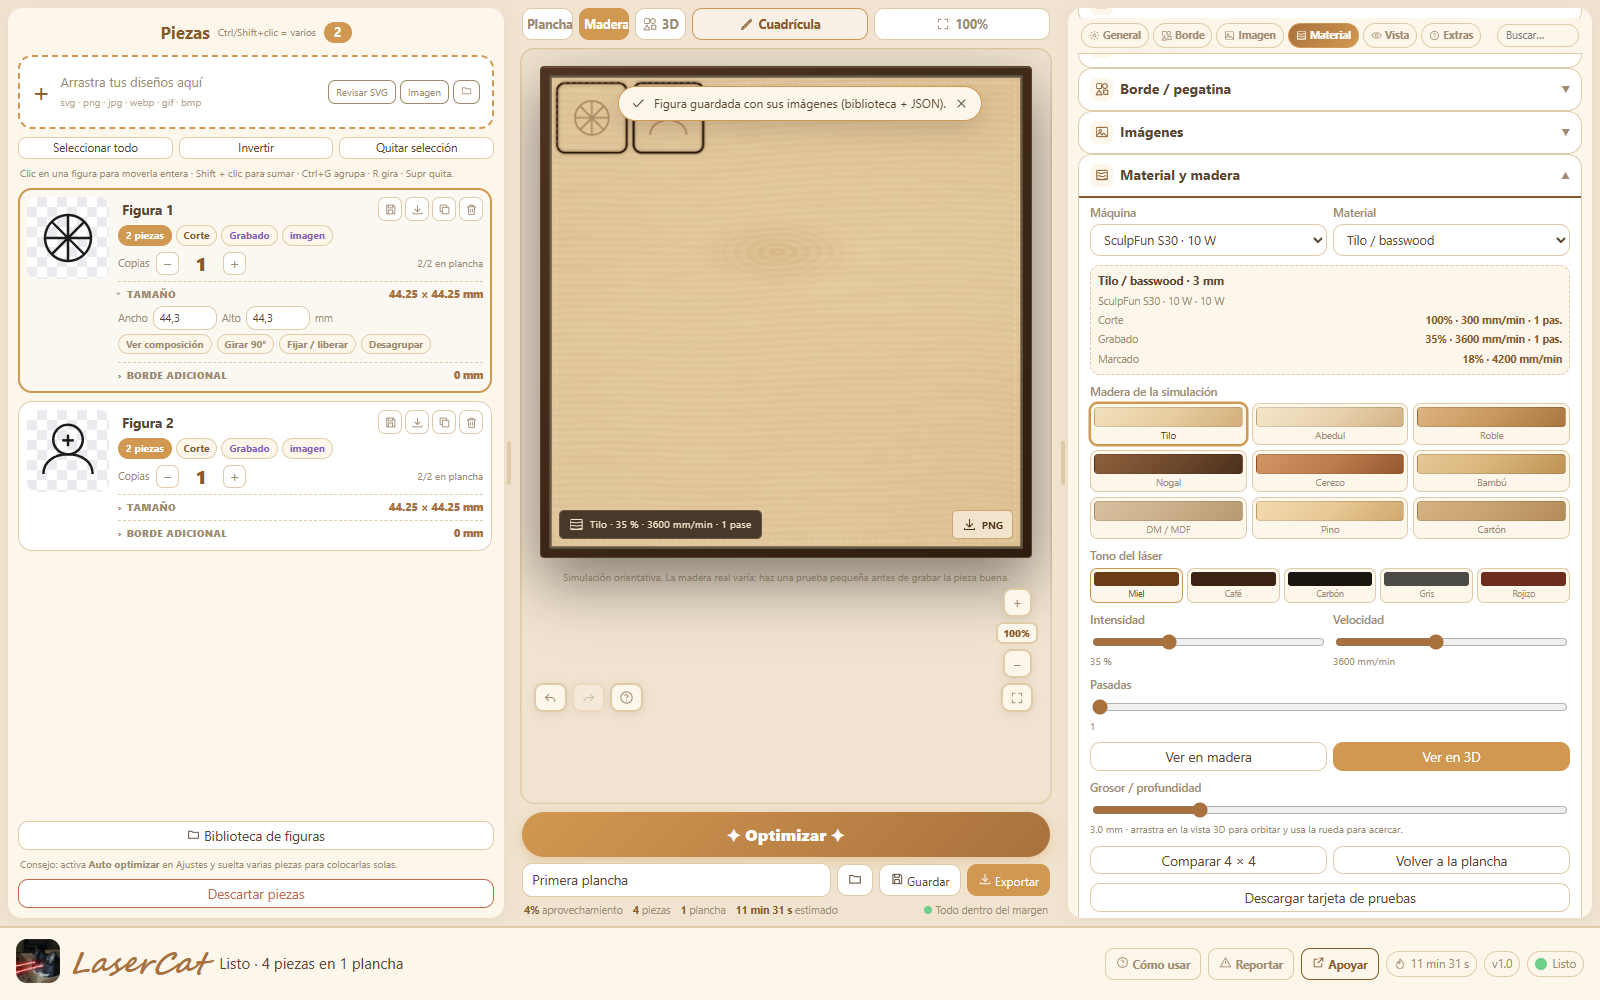 Piezas Ctrl/Shift+clic = varios 2
Arrastra tus diseños aquí
svg · png · jpg · webp · gif · bmp
Revisar SVG
Imagen
Seleccionar todo
Invertir
Quitar selección
Clic en una figura para moverla entera · Shift + clic para sumar · Ctrl+G agrupa · R gira · Supr quita.
Figura 1
2 piezas Corte Grabado imagen
Copias − 1 + 2/2 en plancha
TAMAÑO 44.25 × 44.25 mm
Ancho 44,3 Alto 44,3 mm
Ver composición Girar 90° Fijar / liberar Desagrupar
BORDE ADICIONAL 0 mm
Figura 2
2 piezas Corte Grabado imagen
Copias − 1 + 2/2 en plancha
TAMAÑO 44.25 × 44.25 mm
BORDE ADICIONAL 0 mm
Biblioteca de figuras
Consejo: activa Auto optimizar en Ajustes y suelta varias piezas para colocarlas solas.
Descartar piezas
Plancha Madera 3D Cuadrícula 100%
Figura guardada con sus imágenes (biblioteca + JSON). ×
Tilo · 35 % · 3600 mm/min · 1 pase
PNG
Simulación orientativa. La madera real varía: haz una prueba pequeña antes de grabar la pieza buena.
+
100%
−
✦ Optimizar ✦
Primera plancha
Guardar
Exportar
4% aprovechamiento 4 piezas 1 plancha 11 min 31 s estimado Todo dentro del margen
General Borde Imagen Material Vista Extras Buscar...
Borde / pegatina ▼
Imágenes ▼
Material y madera ▲
Máquina Material
SculpFun S30 · 10 W Tilo / basswood
Tilo / basswood · 3 mm
SculpFun S30 · 10 W · 10 W
Corte 100% · 300 mm/min · 1 pas.
Grabado 35% · 3600 mm/min · 1 pas.
Marcado 18% · 4200 mm/min
Madera de la simulación
Tilo Abedul Roble
Nogal Cerezo Bambú
DM / MDF Pino Cartón
Tono del láser
Miel Café Carbón Gris Rojizo
Intensidad Velocidad
35 % 3600 mm/min
Pasadas
1
Ver en madera Ver en 3D
Grosor / profundidad
3.0 mm · arrastra en la vista 3D para orbitar y usa la rueda para acercar.
Comparar 4 × 4 Volver a la plancha
Descargar tarjeta de pruebas
LaserCat Listo · 4 piezas en 1 plancha
Cómo usar Reportar Apoyar 11 min 31 s v1.0 Listo